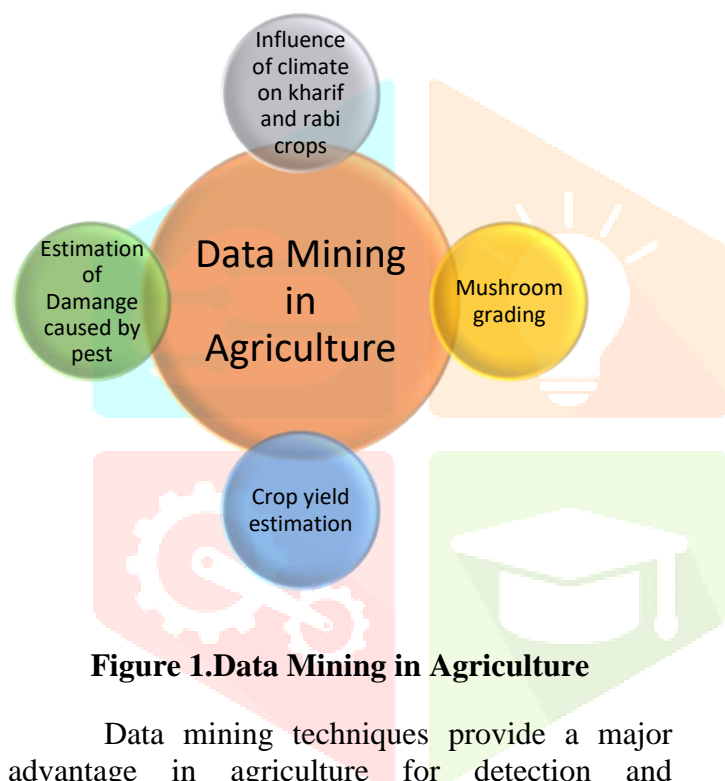 Influence
of climate
on kharif
and rabi
crops
Estimation
of
Damange
caused by
pest
Data Mining
in
Agriculture
Mushroom
grading
Crop yield
estimation
Figure 1.Data Mining in Agriculture
Data mining techniques provide a major
advantage in agriculture for detection and